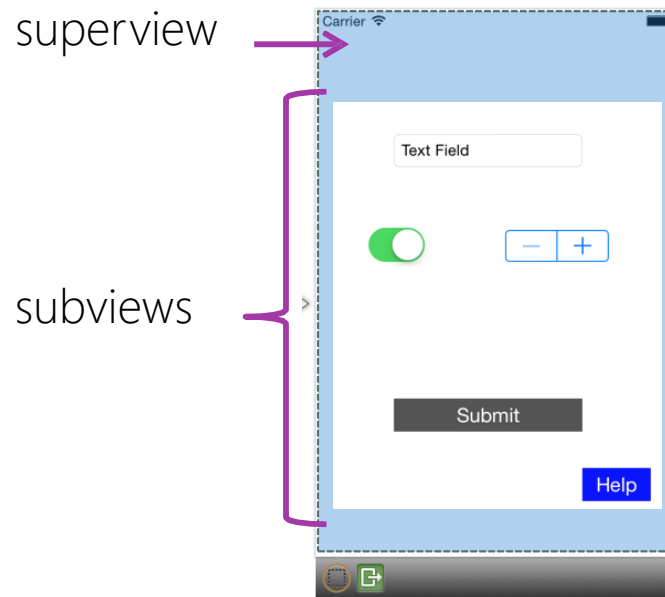 superview
Carrier
Text Field
subviews
Submit
Help